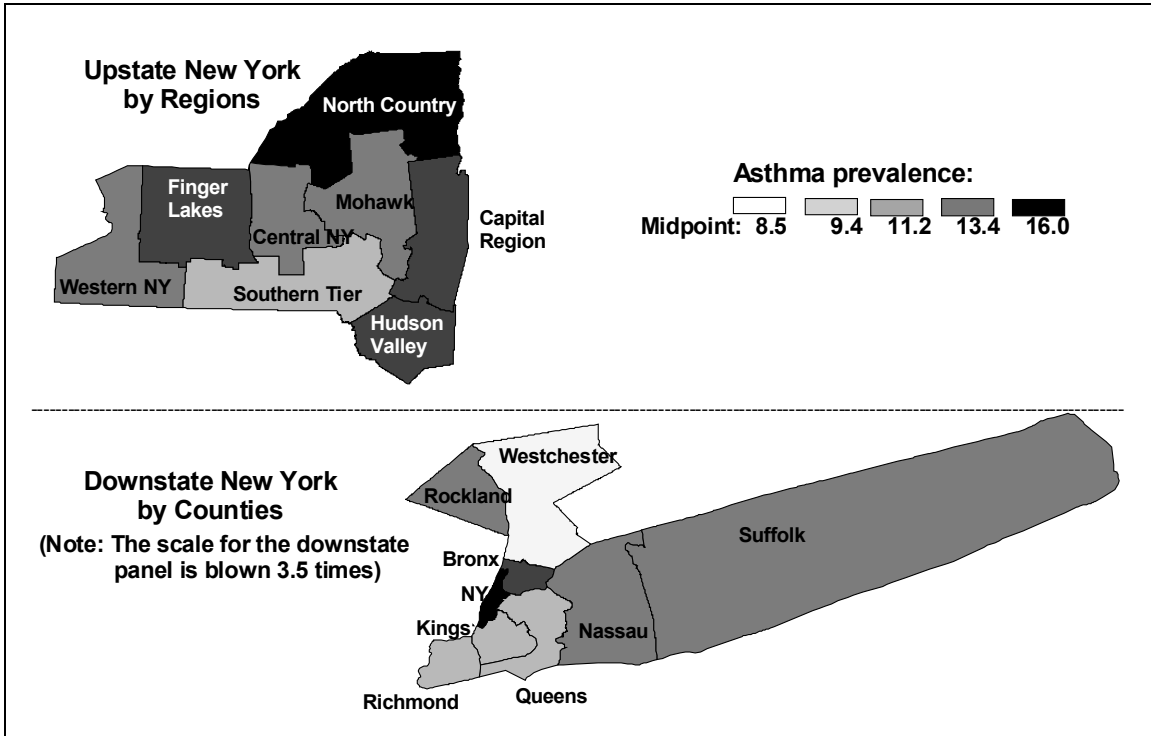 Upstate New York
by Regions
North Country
Finger
Lakes
Mohawk
Central NY
Capital
Region
Western NY
Southern Tier
Hudson
Valley
Asthma prevalence:
Midpoint: 8.5 9.4 11.2 13.4 16.0
Downstate New York
by Counties
(Note: The scale for the downstate
panel is blown 3.5 times)
Westchester
Rockland
Suffolk
Bronx
NY
Kings
Nassau
Richmond
Queens